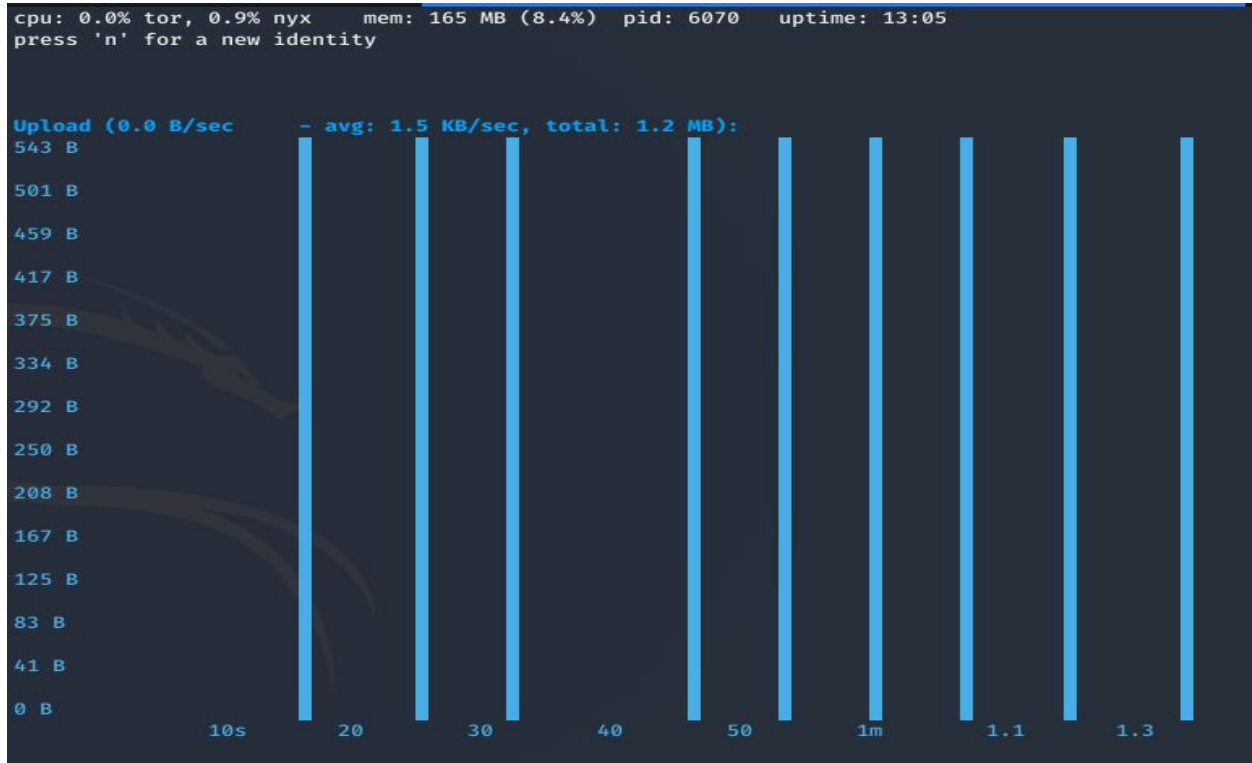 cpu: 0.0% tor, 0.9% nyx    mem: 165 MB (8.4%)  pid: 6070   uptime: 13:05
press 'n' for a new identity
Upload (0.0 B/sec     - avg: 1.5 KB/sec, total: 1.2 MB):
543 B
501 B
459 B
417 B
375 B
334 B
292 B
250 B
208 B
167 B
125 B
83 B
41 B
0 B
10s       20        30        40        50        1m        1.1       1.3